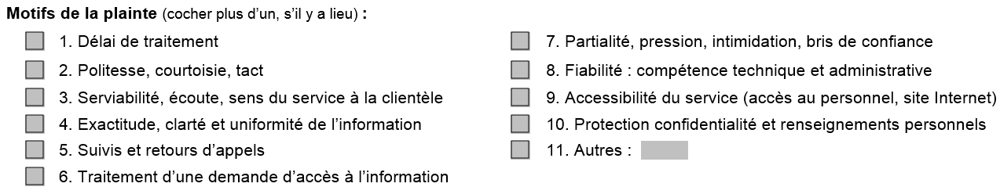 Motifs de la plainte (cocher plus d’un, s’il y a lieu) :
1. Délai de traitement
2. Politesse, courtoisie, tact
3. Serviabilité, écoute, sens du service à la clientèle
4. Exactitude, clarté et uniformité de l’information
5. Suivis et retours d’appels
6. Traitement d’une demande d’accès à l’information
7. Partialité, pression, intimidation, bris de confiance
8. Fiabilité : compétence technique et administrative
9. Accessibilité du service (accès au personnel, site Internet)
10. Protection confidentialité et renseignements personnels
11. Autres :